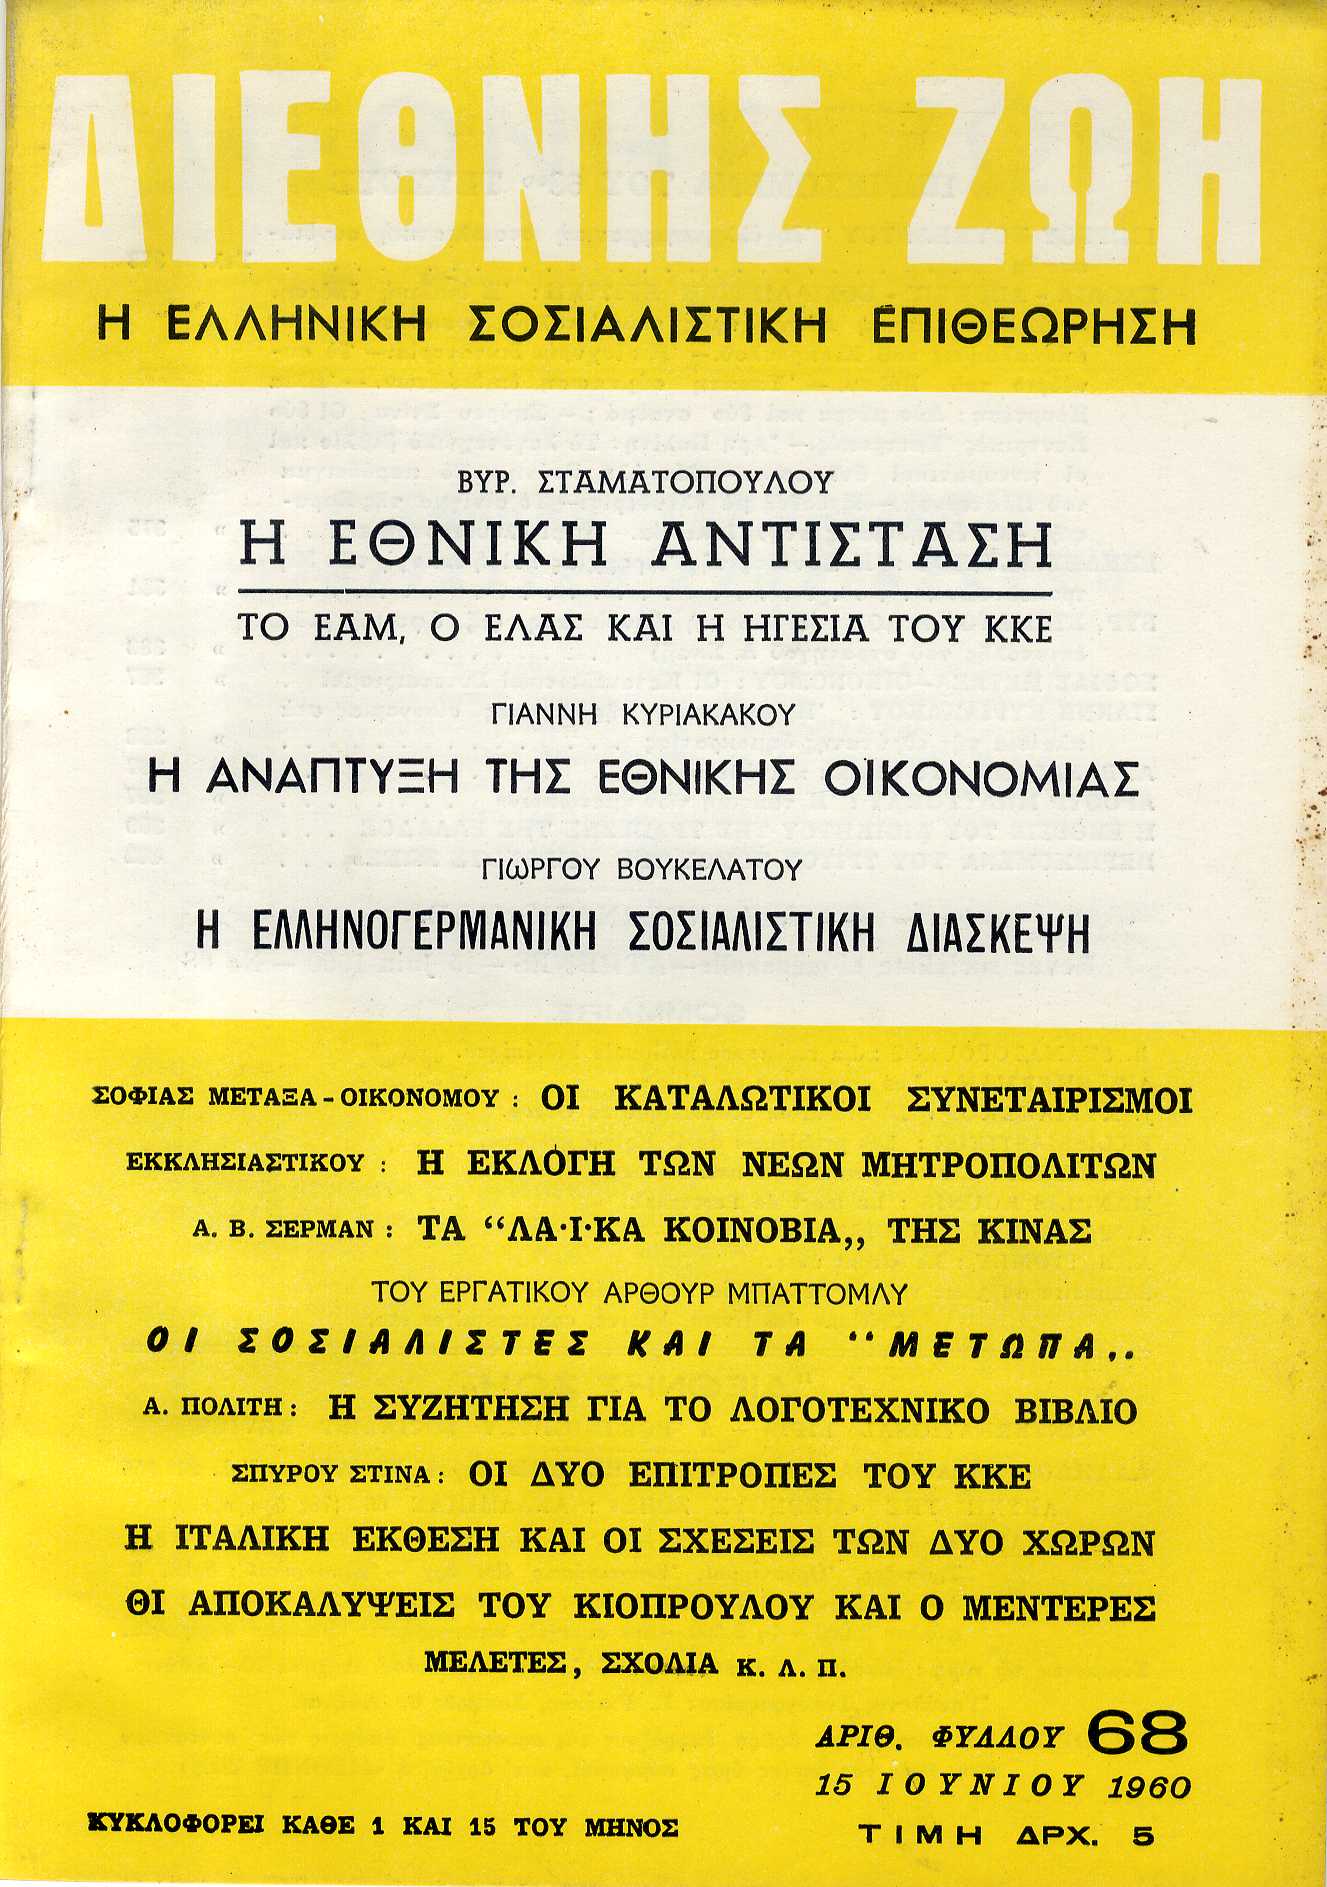 ΔΙΕΘΝΗΣ ΖΩΗ
Η ΕΛΛΗΝΙΚΗ ΣΟΣΙΑΛΙΣΤΙΚΗ ΕΠΙΘΕΩΡΗΣΗ
ΒΥΡ. ΣΤΑΜΑΤΟΠΟΥΛΟΥ
Η ΕΘΝΙΚΗ ΑΝΤΙΣΤΑΣΗ
ΤΟ ΕΑΜ, Ο ΕΛΑΣ ΚΑΙ Η ΗΓΕΣΙΑ ΤΟΥ ΚΚΕ
ΓΙΑΝΝΗ ΚΥΡΙΑΚΑΚΟΥ
Η ΑΝΑΠΤΥΞΗ ΤΗΣ ΕΘΝΙΚΗΣ ΟΙΚΟΝΟΜΙΑΣ
ΓΙΩΡΓΟΥ ΒΟΥΚΕΛΑΤΟΥ
Η ΕΛΛΗΝΟΓΕΡΜΑΝΙΚΗ ΣΟΣΙΑΛΙΣΤΙΚΗ ΔΙΑΣΚΕΨΗ
ΣΟΦΙΑΣ ΜΕΤΑΞΑ - ΟΙΚΟΝΟΜΟΥ : ΟΙ ΚΑΤΑΛΩΤΙΚΟΙ ΣΥΝΕΤΑΙΡΙΣΜΟΙ
ΕΚΚΛΗΣΙΑΣΤΙΚΟΥ : Η ΕΚΛΟΓΗ ΤΩΝ ΝΕΩΝ ΜΗΤΡΟΠΟΛΙΤΩΝ
Α. Β. ΣΕΡΜΑΝ : ΤΑ “ΛΑ·Ι·ΚΑ ΚΟΙΝΟΒΙΑ,, ΤΗΣ ΚΙΝΑΣ
ΤΟΥ ΕΡΓΑΤΙΚΟΥ ΑΡΘΟΥΡ ΜΠΑΤΤΟΜΛΥ
ΟΙ ΣΟΣΙΑΛΙΣΤΕΣ ΚΑΙ ΤΑ “ΜΕΤΩΠΑ,,
Α. ΠΟΛΙΤΗ : Η ΣΥΖΗΤΗΣΗ ΓΙΑ ΤΟ ΛΟΓΟΤΕΧΝΙΚΟ ΒΙΒΛΙΟ
ΣΠΥΡΟΥ ΣΤΙΝΑ : ΟΙ ΔΥΟ ΕΠΙΤΡΟΠΕΣ ΤΟΥ ΚΚΕ
Η ΙΤΑΛΙΚΗ ΕΚΘΕΣΗ ΚΑΙ ΟΙ ΣΧΕΣΕΙΣ ΤΩΝ ΔΥΟ ΧΩΡΩΝ
ΘΙ ΑΠΟΚΑΛΥΨΕΙΣ ΤΟΥ ΚΙΟΠΡΟΥΛΟΥ ΚΑΙ Ο ΜΕΝΤΕΡΕΣ
ΜΕΛΕΤΕΣ, ΣΧΟΛΙΑ Κ. Λ. Π.
ΑΡΙΘ. ΦΥΛΛΟΥ 68
15 ΙΟΥΝΙΟΥ 1960
ΚΥΚΛΟΦΟΡΕΙ ΚΑΘΕ 1 ΚΑΙ 15 ΤΟΥ ΜΗΝΟΣ
ΤΙΜΗ ΔΡΧ. 5